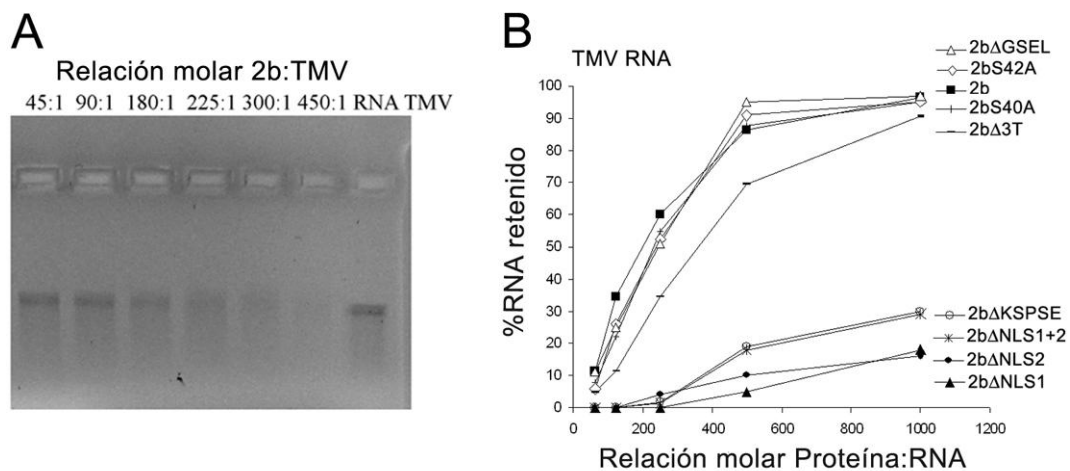 A
Relación molar 2b:TMV
45:1 90:1 180:1 225:1 300:1 450:1 RNA TMV
B
TMV RNA
2bΔGSEL
2bS42A
2b
2bS40A
2bΔ3T
2bΔKSPSE
2bΔNLS1+2
2bΔNLS2
2bΔNLS1
%RNA retenido
100
90
80
70
60
50
40
30
20
10
0
0 200 400 600 800 1000 1200
Relación molar Proteína:RNA